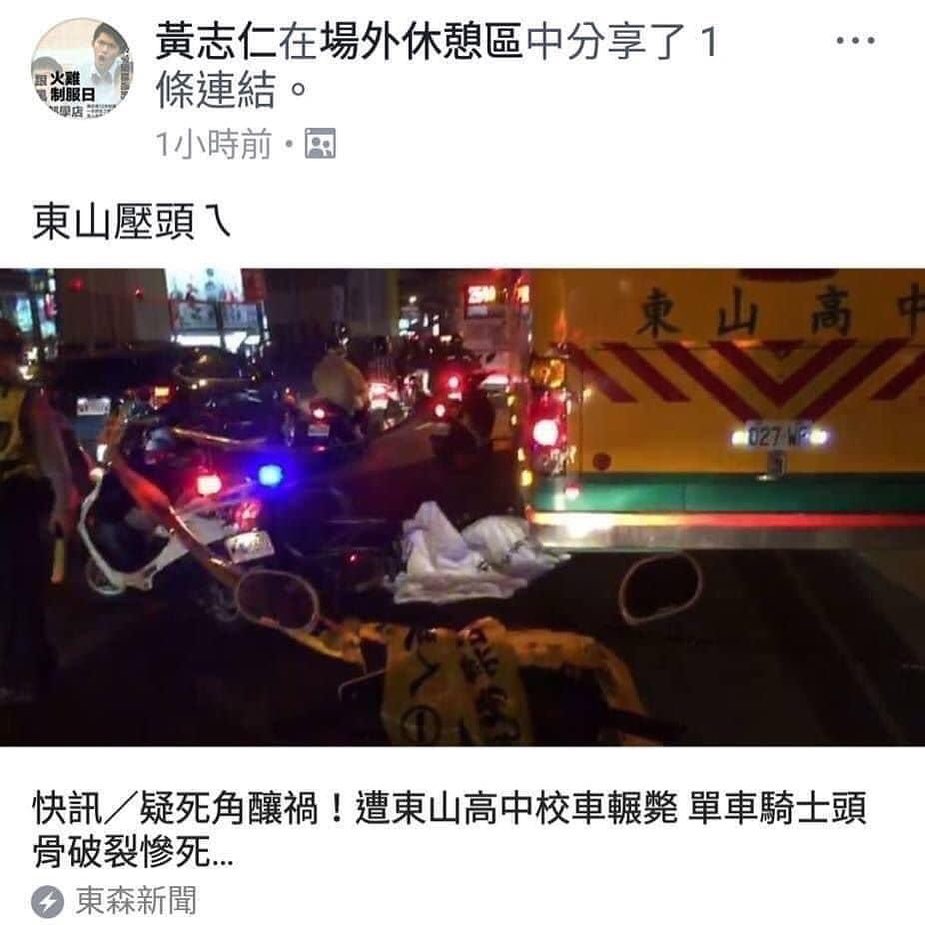 黃志仁在場外休憩區中分享了 1
條連結。
1小時前
火雞
制服日
學店
東山壓頭ㄟ
東山高中
027-WP
快訊／疑死角釀禍！遭東山高中校車輾斃 單車騎士頭
骨破裂慘死...
東森新聞